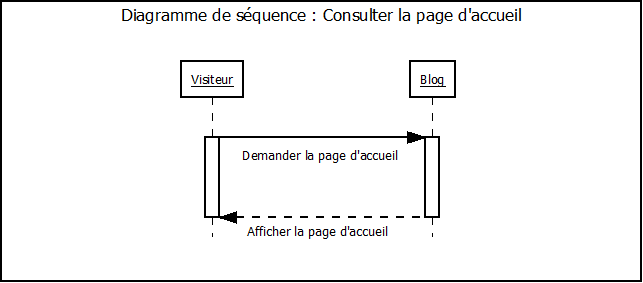 Diagramme de séquence : Consulter la page d'accueil
Visiteur
Blog
Demander la page d'accueil
Afficher la page d'accueil